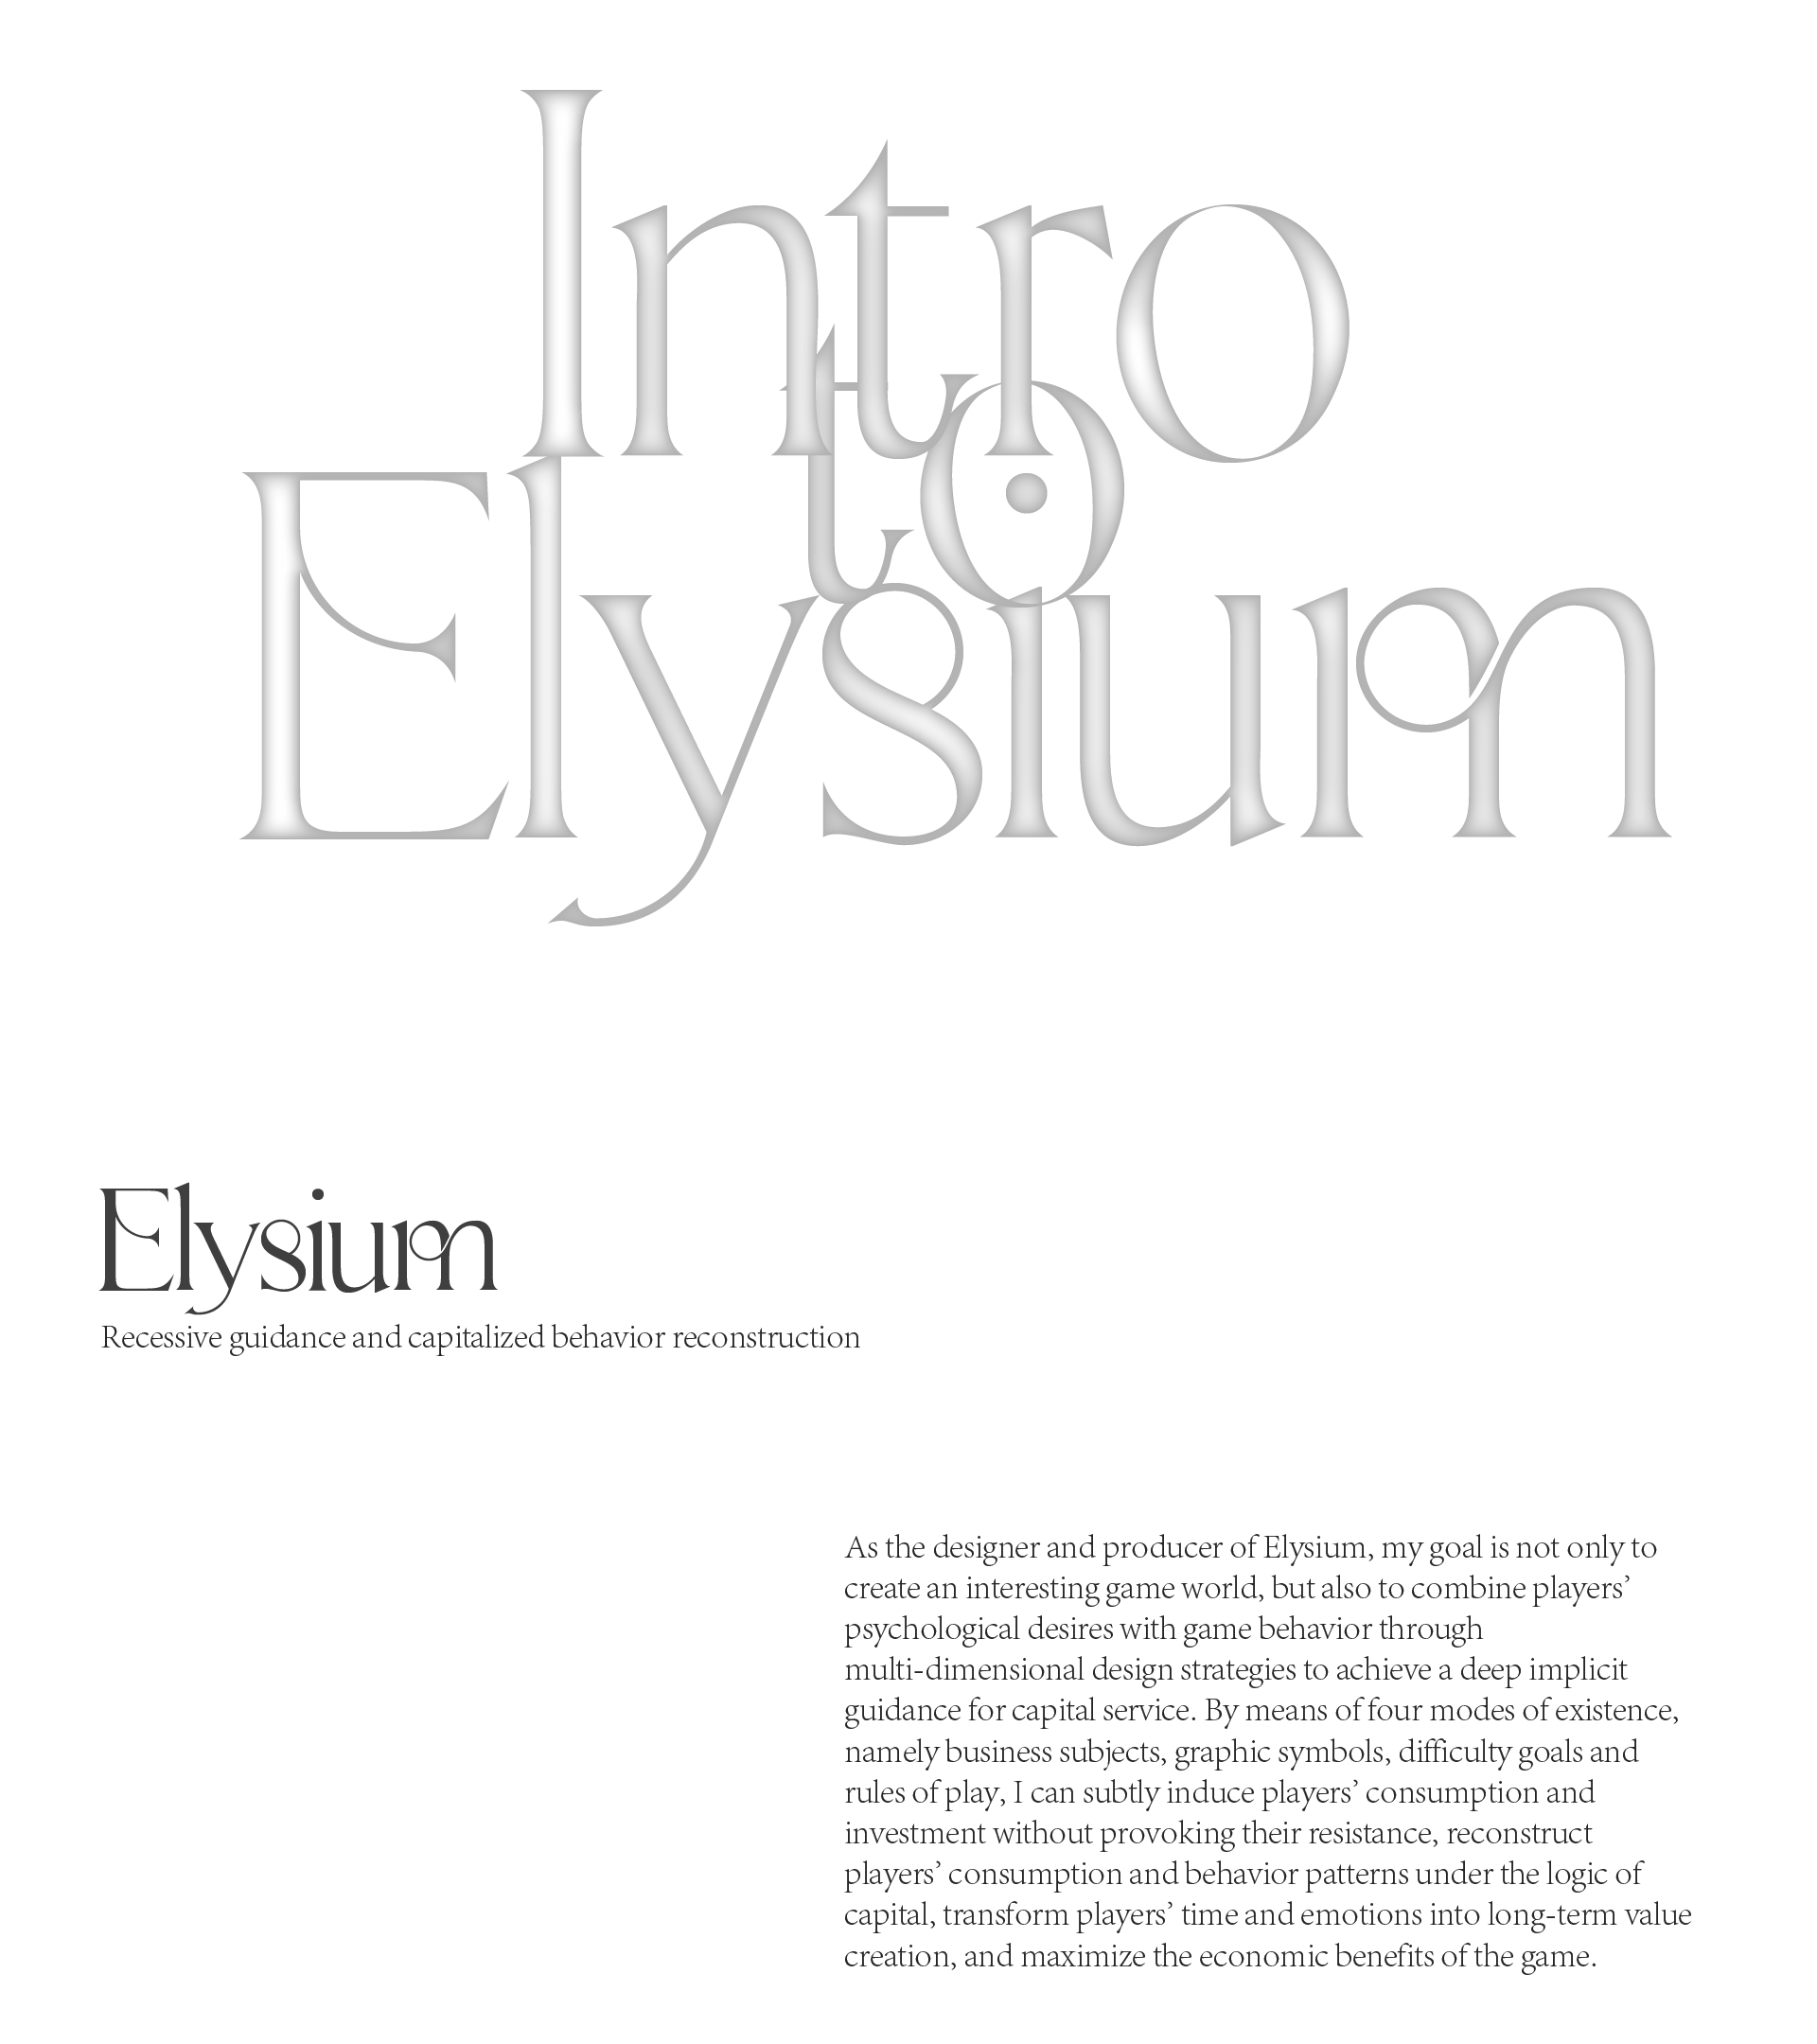 Intro
to
Elysium
Elysium
Recessive guidance and capitalized behavior reconstruction
As the designer and producer of Elysium, my goal is not only to
create an interesting game world, but also to combine players’
psychological desires with game behavior through
multi-dimensional design strategies to achieve a deep implicit
guidance for capital service. By means of four modes of existence,
namely business subjects, graphic symbols, difficulty goals and
rules of play, I can subtly induce players’ consumption and
investment without provoking their resistance, reconstruct
players’ consumption and behavior patterns under the logic of
capital, transform players’ time and emotions into long-term value
creation, and maximize the economic benefits of the game.